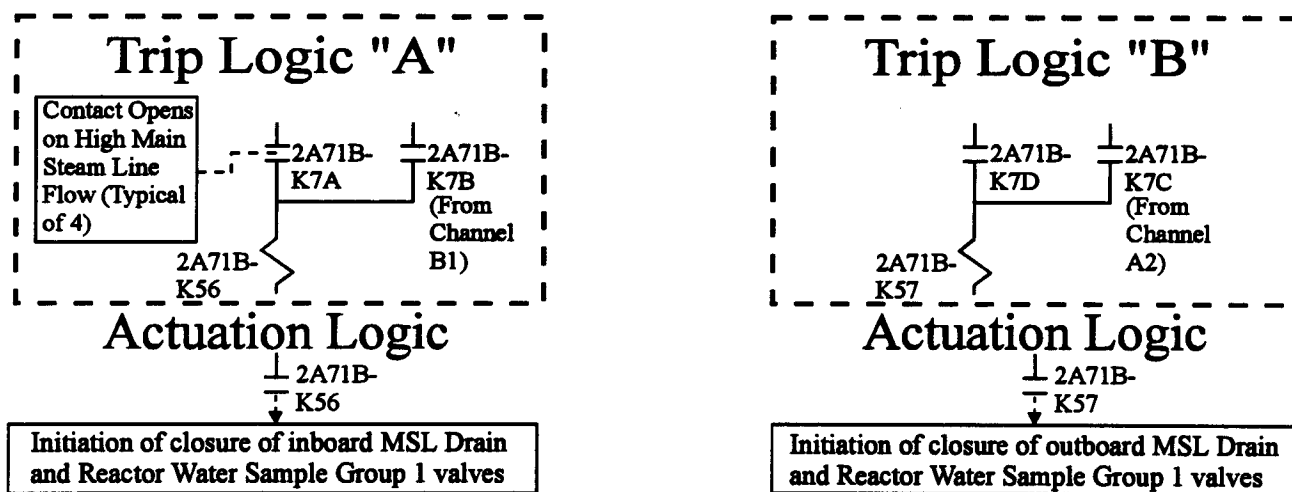 Trip Logic "A"
Contact Opens
on High Main
Steam Line
Flow (Typical
of 4)
2A71B-
K7A
2A71B-
K7B
(From
Channel
B1)
2A71B-
K56
Actuation Logic
2A71B-
K56
Initiation of closure of inboard MSL Drain
and Reactor Water Sample Group 1 valves
Trip Logic "B"
2A71B-
K7D
2A71B-
K7C
(From
Channel
A2)
2A71B-
K57
Actuation Logic
2A71B-
K57
Initiation of closure of outboard MSL Drain
and Reactor Water Sample Group 1 valves